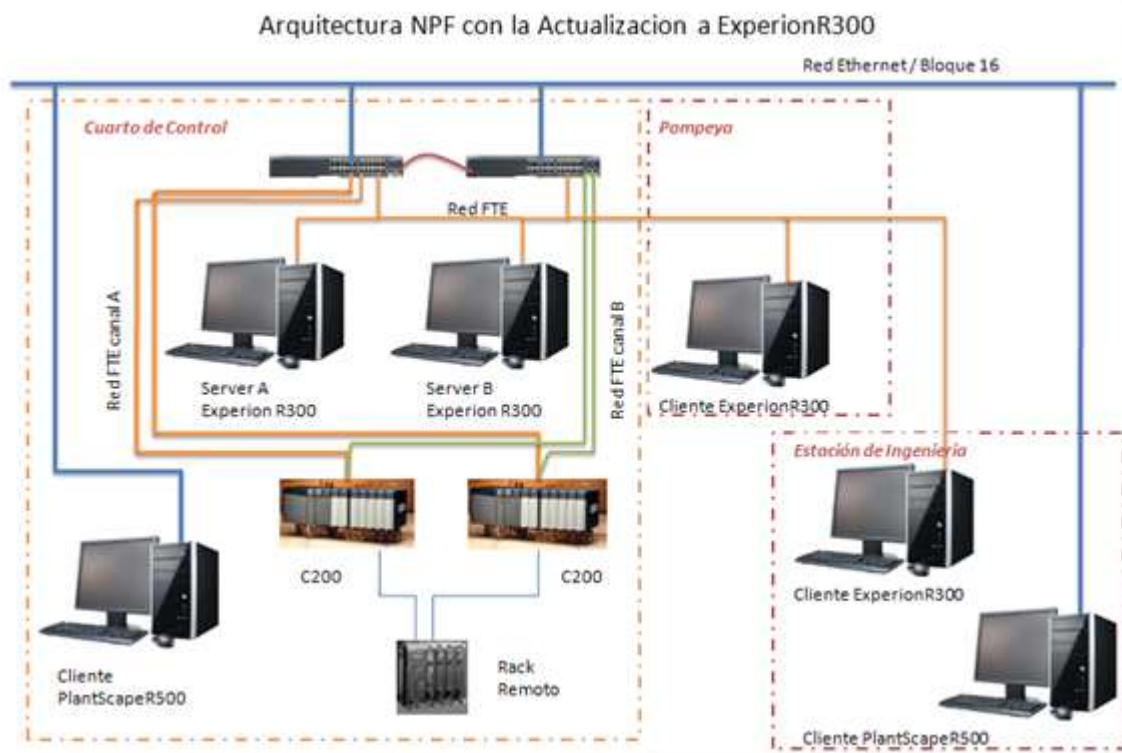 Arquitectura NPF con la Actualizacion a ExperionR300
Red Ethernet / Bloque 16
Cuarto de Control
Pompeya
Red FTE
Red FTE canal A
Red FTE canal B
Server A
Experion R300
Server B
Experion R300
Cliente ExperionR300
Estación de Ingeniería
C200
C200
Cliente ExperionR300
Cliente
PlantScapeR500
Rack
Remoto
Cliente PlantScapeR500